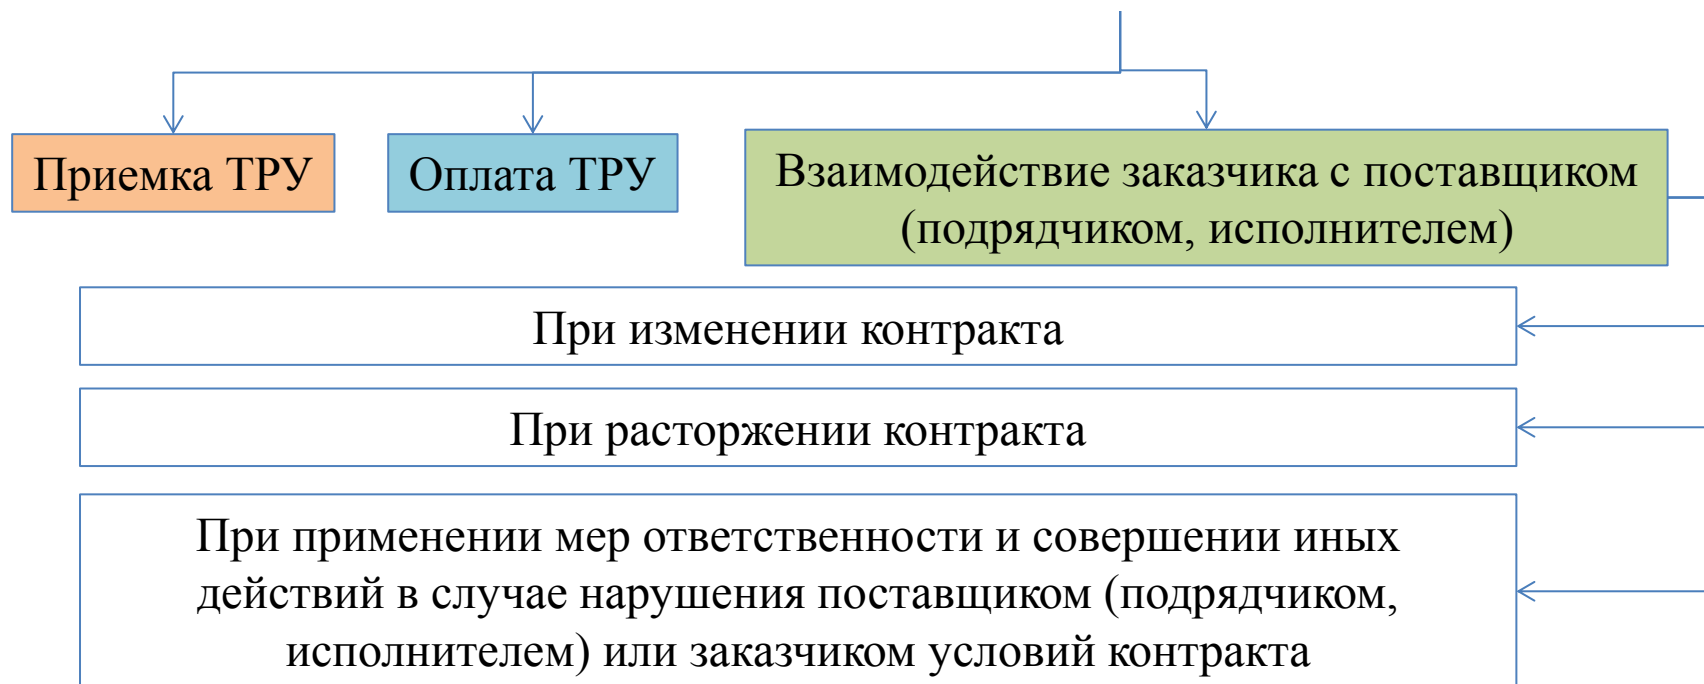 Приемка ТРУ
Оплата ТРУ
Взаимодействие заказчика с поставщиком
(подрядчиком, исполнителем)
При изменении контракта
При расторжении контракта
При применении мер ответственности и совершении иных
действий в случае нарушения поставщиком (подрядчиком,
исполнителем) или заказчиком условий контракта